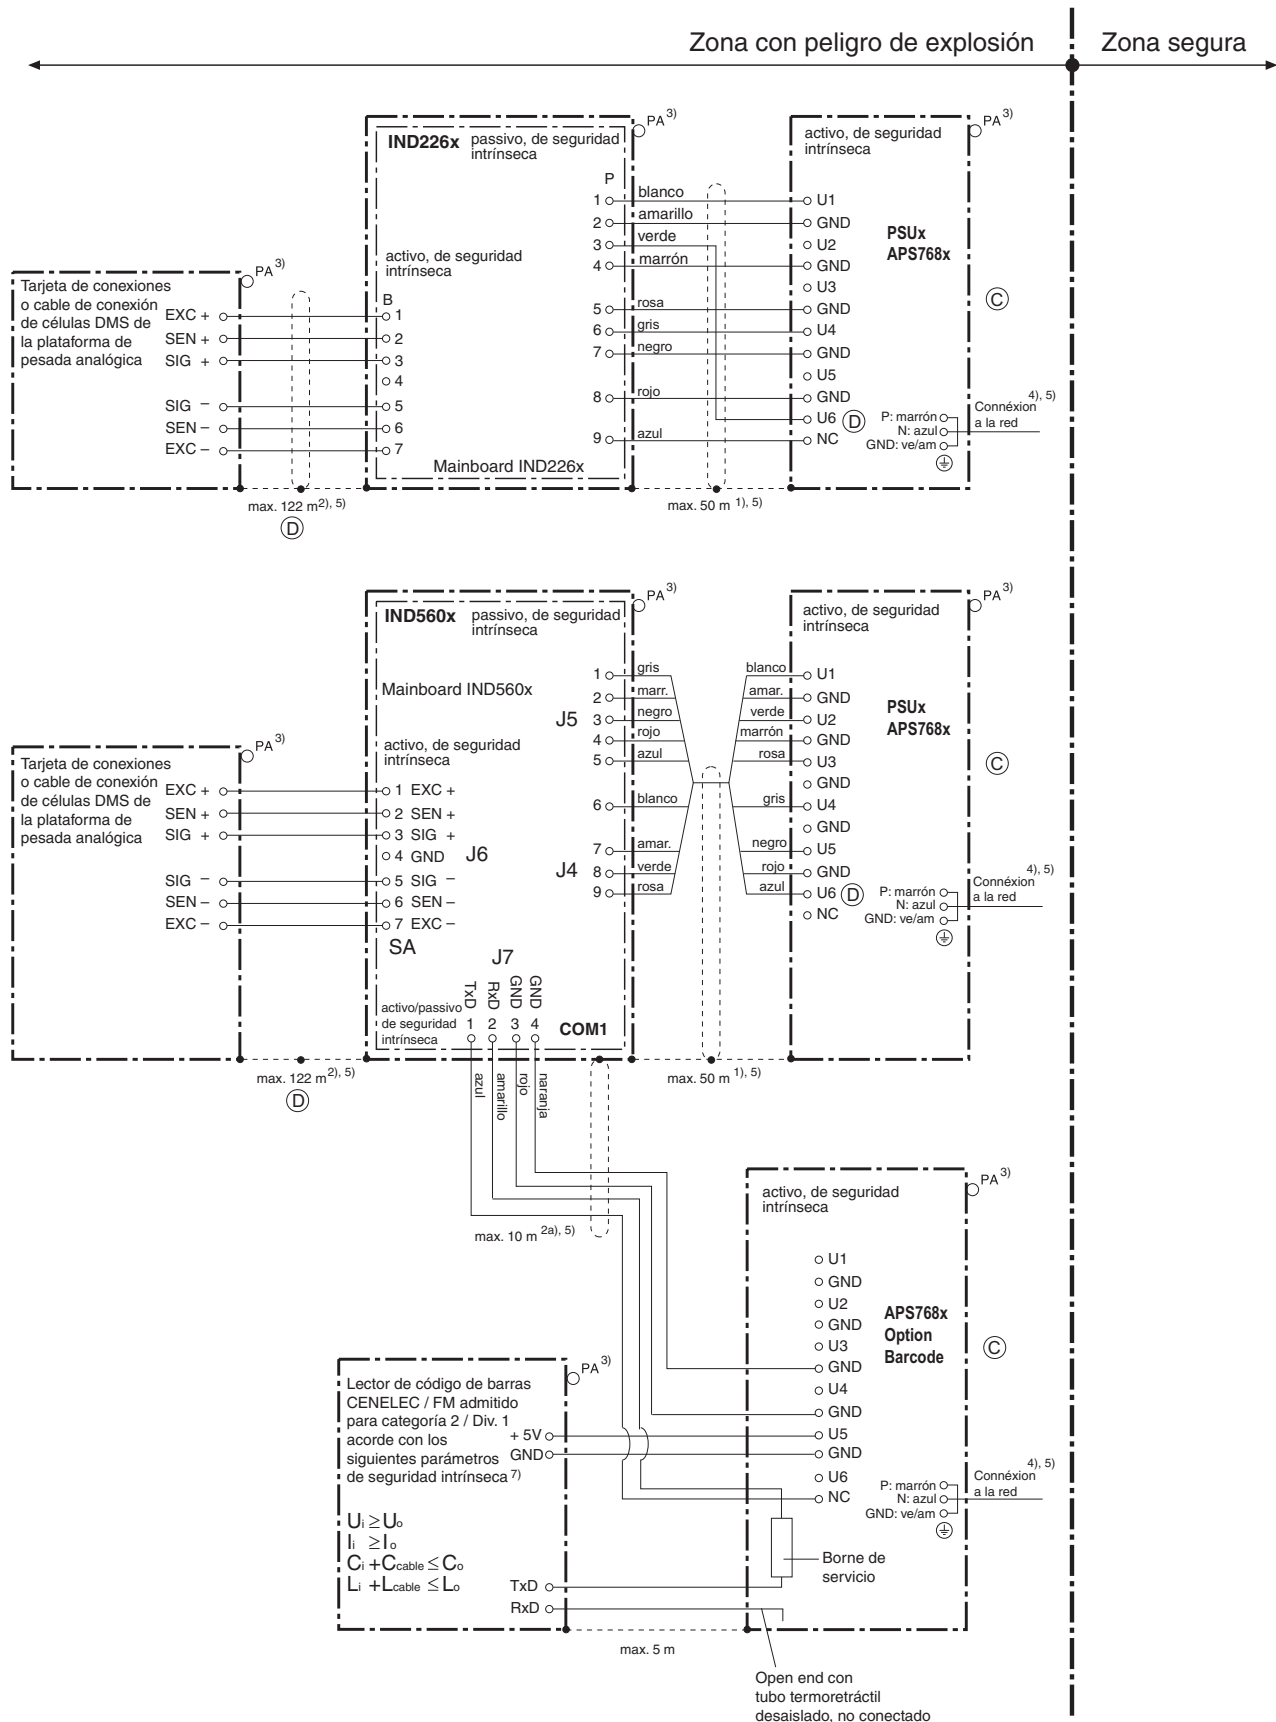 Zona con peligro de explosión
Zona segura
IND226x passivo, de seguridad
intrínseca
PA 3)
activo, de seguridad
intrínseca
PA 3)
P
1 blanco U1
2 amarillo GND
3 verde U2
4 marrón GND
U3
5 rosa GND
6 gris U4
7 negro GND
U5
8 rojo GND
U6 D
9 azul NC
PSUx
APS768x
C
activo, de seguridad
intrínseca
PA 3)
Tarjeta de conexiones
o cable de conexión
de células DMS de
la plataforma de
pesada analógica
B
EXC + 1
SEN + 2
SIG + 3
4
SIG – 5
SEN – 6
EXC – 7
Mainboard IND226x
P: marrón
N: azul
GND: ve/am
Connéxion 4), 5)
a la red
max. 122 m 2), 5)
D
max. 50 m 1), 5)
IND560x passivo, de seguridad
intrínseca
PA 3)
activo, de seguridad
intrínseca
PA 3)
Mainboard IND560x
J5
1 gris
2 marr.
3 negro
4 rojo
5 azul
6 blanco
J4
7 amar.
8 verde
9 rosa
blanco U1
amar. GND
verde U2
marrón GND
rosa U3
GND
gris U4
GND
negro U5
rojo GND
azul U6 D
NC
PSUx
APS768x
C
activo, de seguridad
intrínseca
PA 3)
Tarjeta de conexiones
o cable de conexión
de células DMS de
la plataforma de
pesada analógica
EXC + 1 EXC +
SEN + 2 SEN +
SIG + 3 SIG +
4 GND J6
SIG – 5 SIG –
SEN – 6 SEN –
EXC – 7 EXC –
SA
P: marrón
N: azul
GND: ve/am
Connéxion 4), 5)
a la red
J7
TxD RxD GND GND
1 2 3 4
activo/passivo
de seguridad
intrínseca
COM1
max. 122 m 2), 5)
D
max. 50 m 1), 5)
azul
amarillo
rojo
naranja
max. 10 m 2a), 5)
activo, de seguridad
intrínseca
PA 3)
U1
GND
U2
GND
U3
GND
U4
GND
U5
GND
U6
NC
APS768x
Option
Barcode
C
P: marrón
N: azul
GND: ve/am
Connéxion 4), 5)
a la red
PA 3)
Lector de código de barras
CENELEC / FM admitido
para categoría 2 / Div. 1
acorde con los
siguientes parámetros
de seguridad intrínseca 7)
+ 5V
GND
Ui ≥ Uo
Ii ≥ Io
Ci + Ccable ≤ Co
Li + Lcable ≤ Lo
TxD
RxD
Borne de
servicio
max. 5 m
Open end con
tubo termoretráctil
desaislado, no conectado